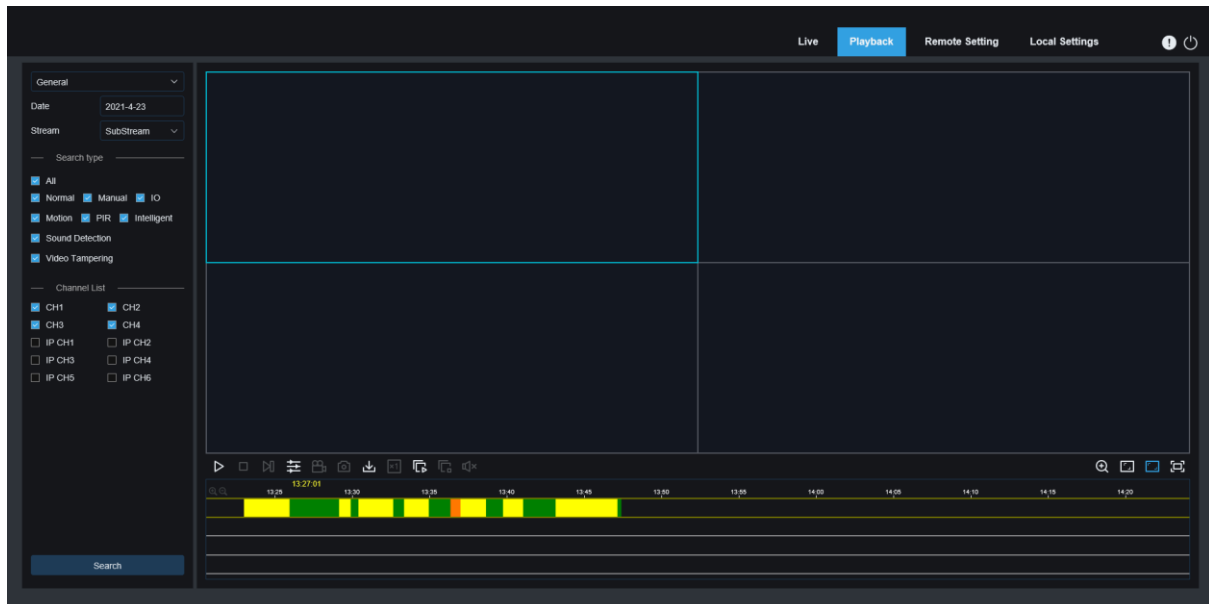 Live Playback Remote Setting Local Settings
General
Date 2021-4-23
Stream SubStream
Search type
All
Normal Manual IO
Motion PIR Intelligent
Sound Detection
Video Tampering
Channel List
CH1 CH2
CH3 CH4
IP CH1 IP CH2
IP CH3 IP CH4
IP CH5 IP CH6
Search
×1
13:27:01
13:25 13:30 13:35 13:40 13:45 13:50 13:55 14:00 14:05 14:10 14:15 14:20